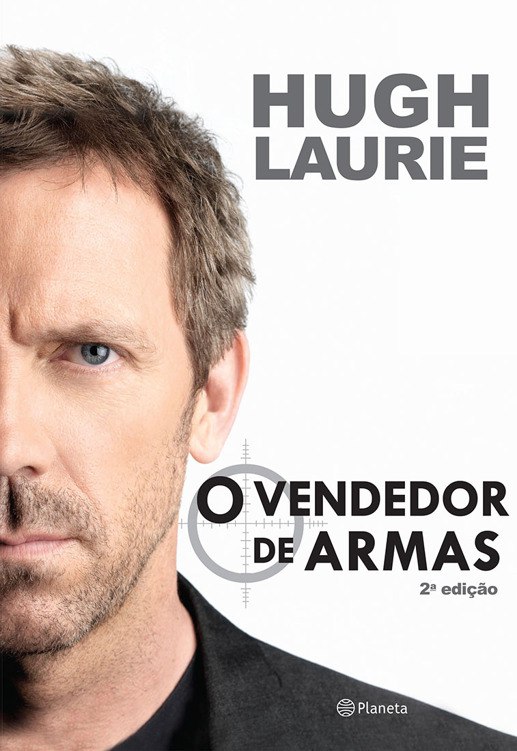 HUGH
LAURIE
O VENDEDOR
DE ARMAS
2ª edição
Planeta